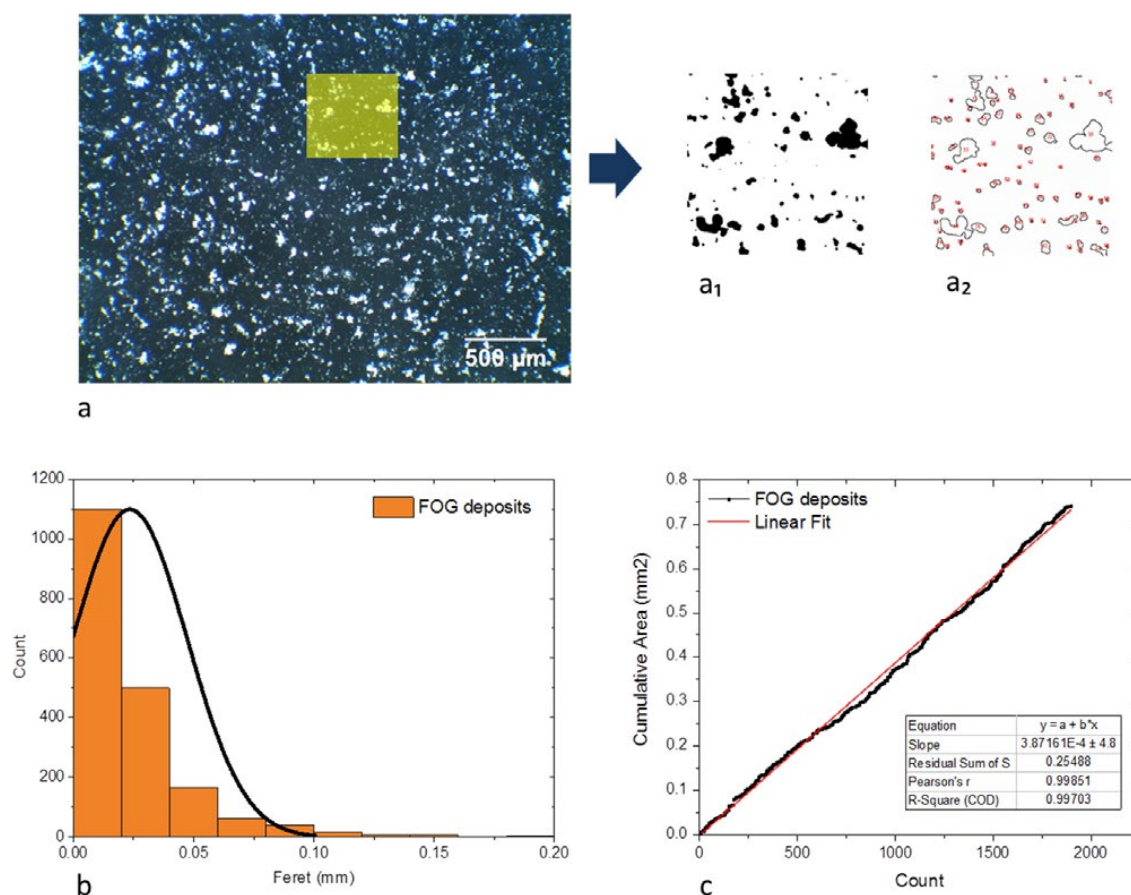 500 µm
a
a₁
a₂
1200
1000
800
600
400
200
0
Count
FOG deposits
0.00
0.05
0.10
0.15
0.20
Feret (mm)
b
0.8
0.7
0.6
0.5
0.4
0.3
0.2
0.1
0.0
Cumulative Area (mm2)
FOG deposits
Linear Fit
Equation y = a + b*x
Slope 3.87161E-4 ± 4.8
Residual Sum of S 0.25488
Pearson's r 0.99851
R-Square (COD) 0.99703
0
500
1000
1500
2000
Count
c